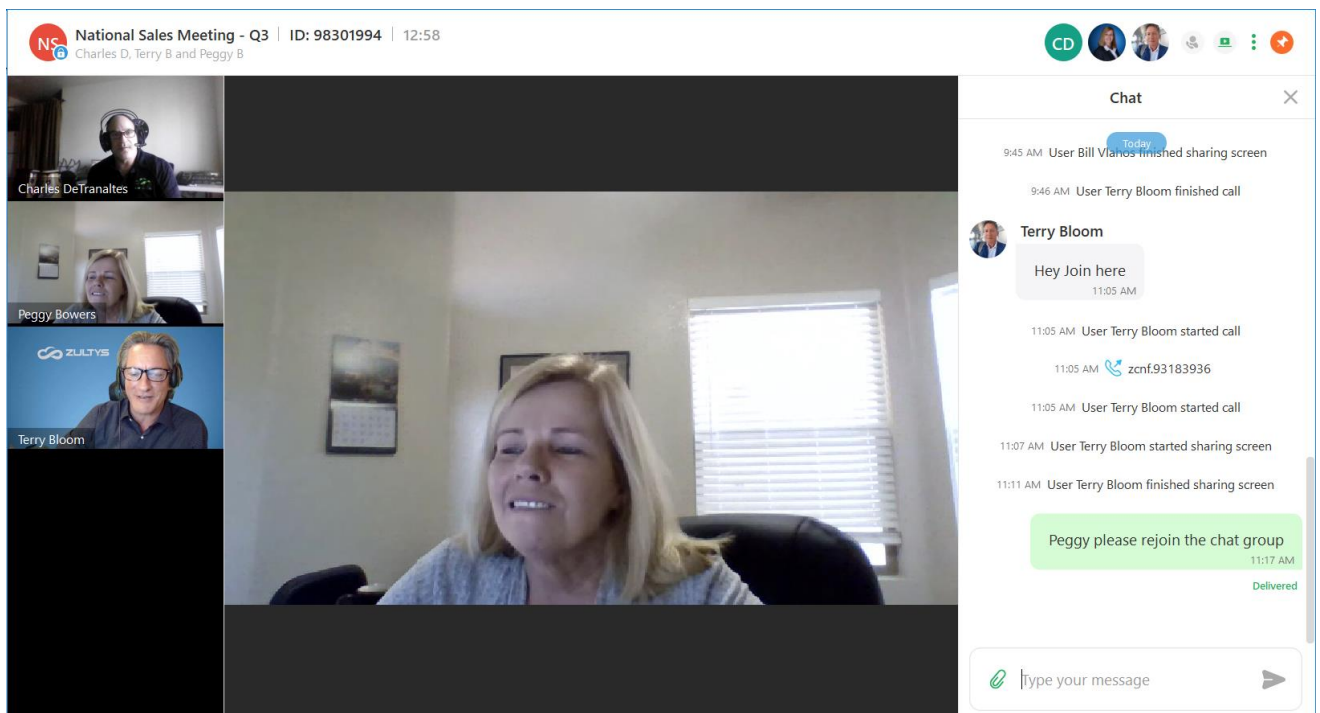 NS
National Sales Meeting - Q3 ID: 98301994 12:58
Charles D, Terry B and Peggy B
CD
Charles DeTranaltes
Peggy Bowers
ZULTYS
Terry Bloom
Chat
Today
9:45 AM User Bill Vlahos finished sharing screen
9:46 AM User Terry Bloom finished call
Terry Bloom
Hey Join here
11:05 AM
11:05 AM User Terry Bloom started call
11:05 AM zcnf.93183936
11:05 AM User Terry Bloom started call
11:07 AM User Terry Bloom started sharing screen
11:11 AM User Terry Bloom finished sharing screen
Peggy please rejoin the chat group
11:17 AM
Delivered
Type your message